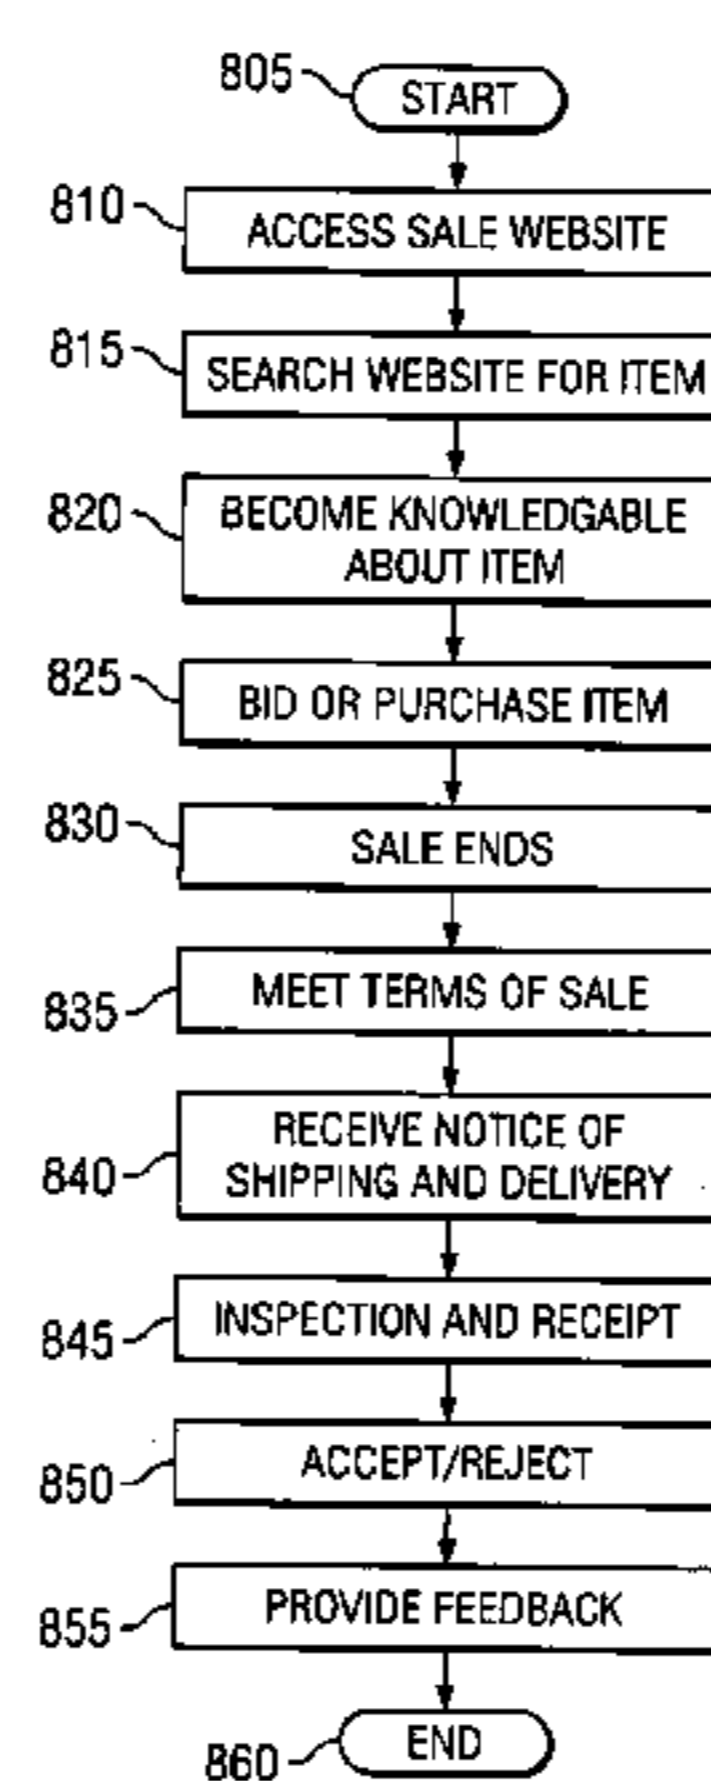 805
START
810
ACCESS SALE WEBSITE
815
SEARCH WEBSITE FOR ITEM
820
BECOME KNOWLEDGABLE
ABOUT ITEM
825
BID OR PURCHASE ITEM
830
SALE ENDS
835
MEET TERMS OF SALE
840
RECEIVE NOTICE OF
SHIPPING AND DELIVERY
845
INSPECTION AND RECEIPT
850
ACCEPT/REJECT
855
PROVIDE FEEDBACK
860
END